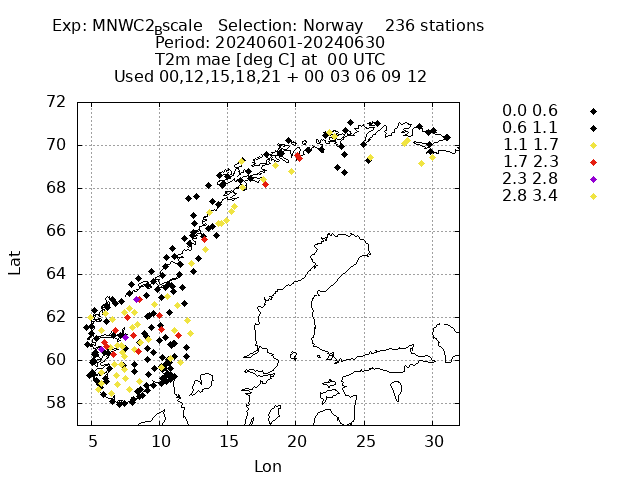 Exp: MNWC2Bscale Selection: Norway 236 stations
Period: 20240601-20240630
T2m mae [deg C] at 00 UTC
Used 00,12,15,18,21 + 00 03 06 09 12
72
70
68
66
64
62
60
58
Lat
5 10 15 20 25 30
Lon
0.0 0.6
0.6 1.1
1.1 1.7
1.7 2.3
2.3 2.8
2.8 3.4